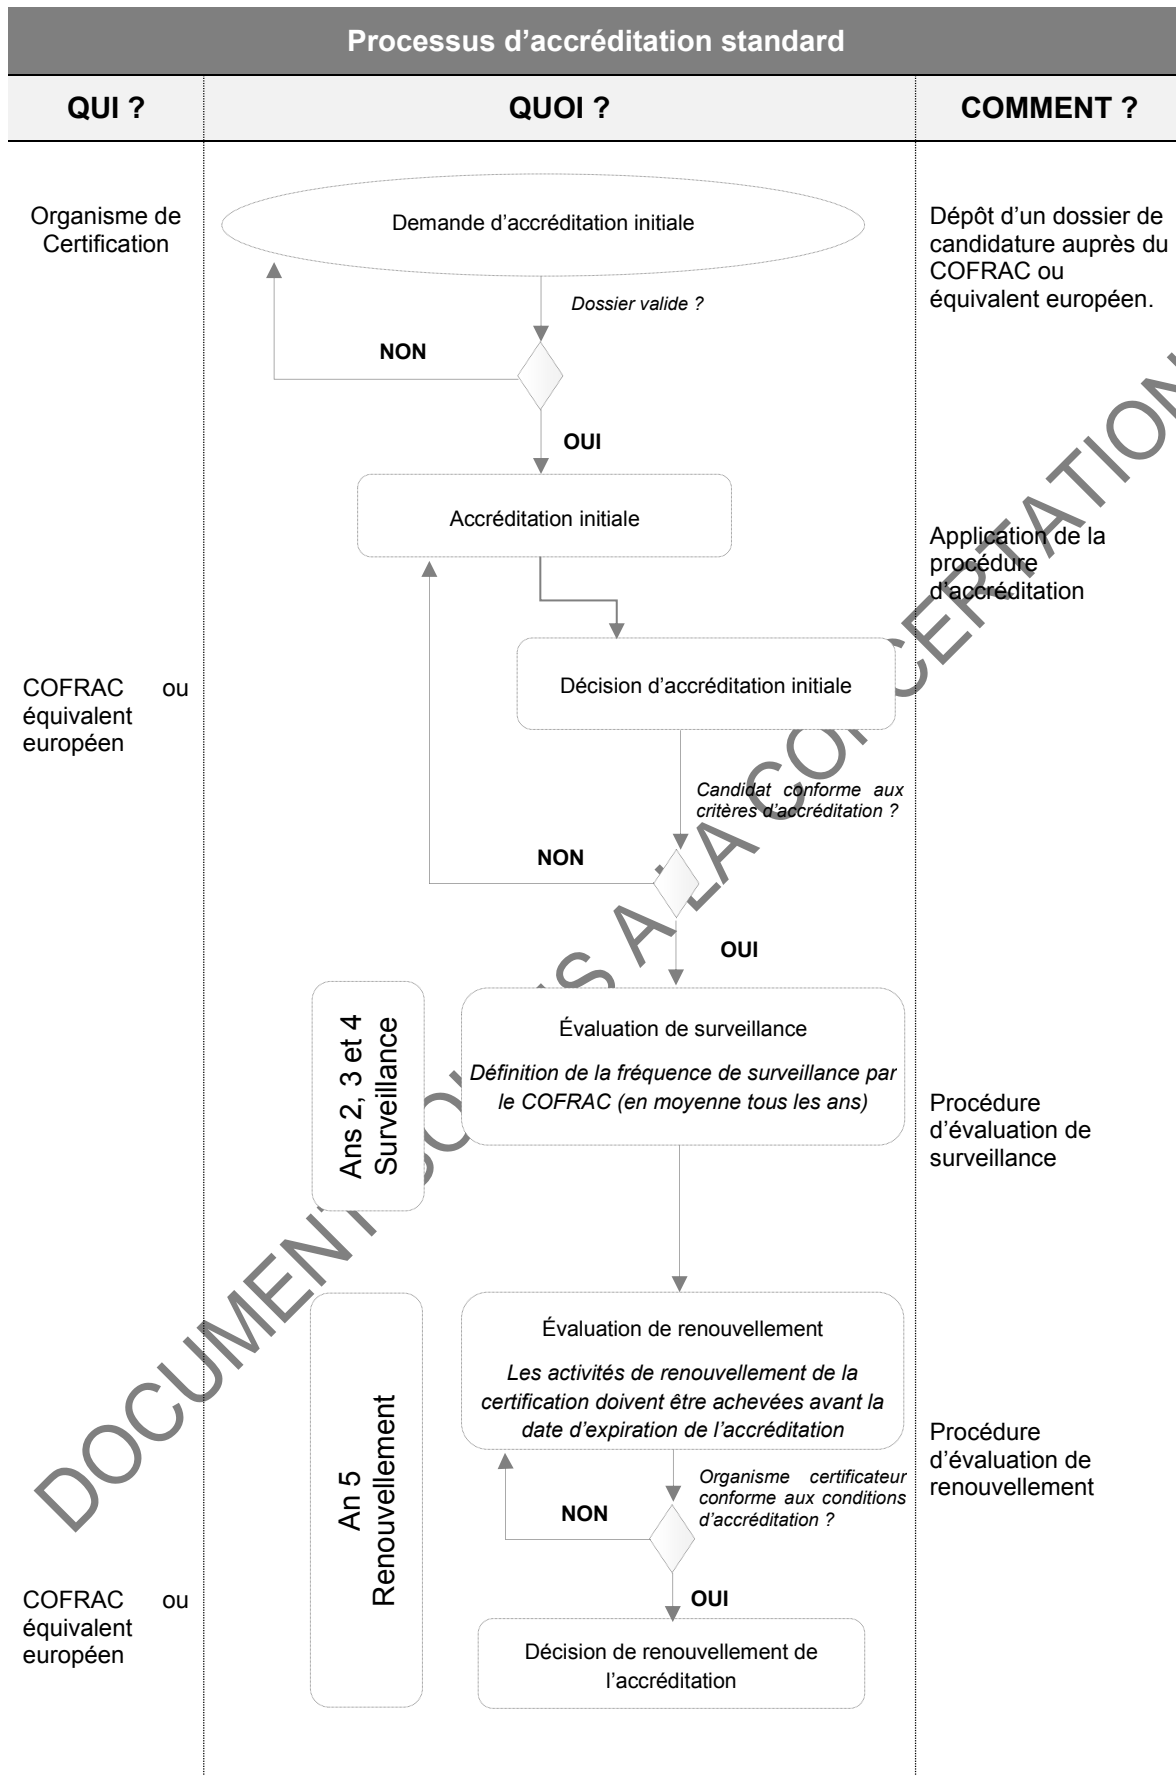 Processus d’accréditation standard
QUI ?
QUOI ?
COMMENT ?
Organisme de
Certification
Demande d’accréditation initiale
Dépôt d’un dossier de
candidature auprès du
COFRAC ou
équivalent européen.
Dossier valide ?
NON
OUI
Accréditation initiale
Application de la
procédure
d’accréditation
Décision d’accréditation initiale
COFRAC ou
équivalent
européen
Candidat conforme aux
critères d’accréditation ?
NON
OUI
Ans 2, 3 et 4
Surveillance
Évaluation de surveillance
Définition de la fréquence de surveillance par
le COFRAC (en moyenne tous les ans)
Procédure
d’évaluation de
surveillance
An 5
Renouvellement
Évaluation de renouvellement
Les activités de renouvellement de la
certification doivent être achevées avant la
date d’expiration de l’accréditation
Procédure
d’évaluation de
renouvellement
Organisme certificateur
conforme aux conditions
d’accréditation ?
NON
OUI
COFRAC ou
équivalent
européen
Décision de renouvellement de
l’accréditation